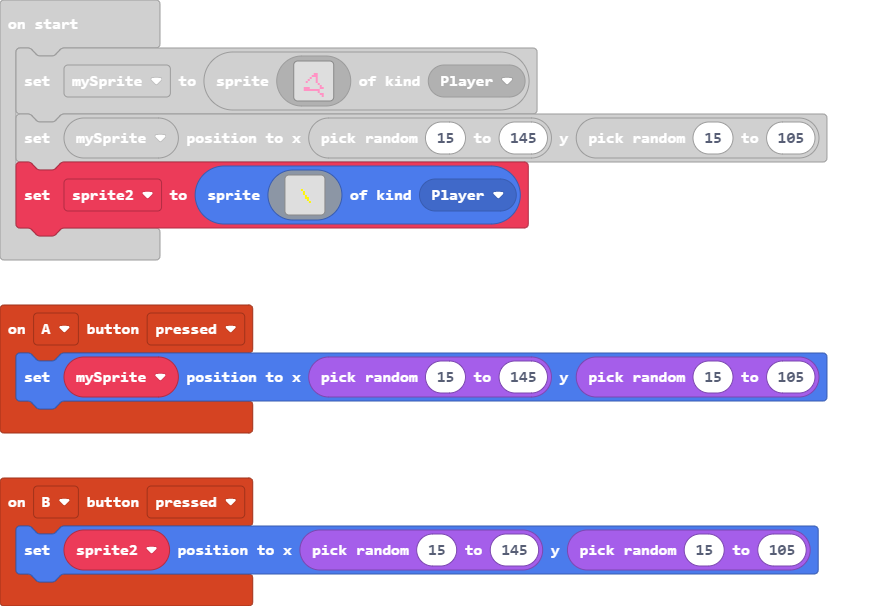 on start
set mySprite to sprite of kind Player
set mySprite position to x pick random 15 to 145 y pick random 15 to 105
set sprite2 to sprite of kind Player
on A button pressed
set mySprite position to x pick random 15 to 145 y pick random 15 to 105
on B button pressed
set sprite2 position to x pick random 15 to 145 y pick random 15 to 105